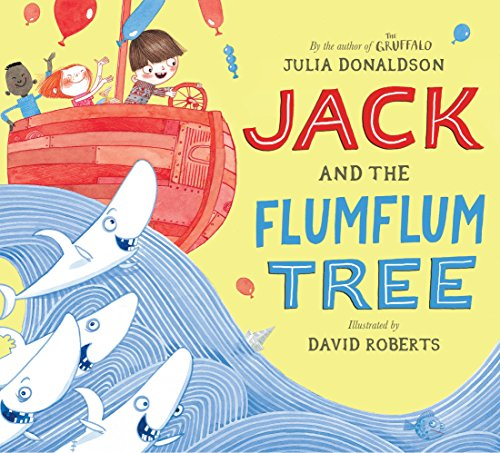 By the author of THE GRUFFALO
JULIA DONALDSON
JACK
AND THE
FLUMFLUM
TREE
Illustrated by
DAVID ROBERTS